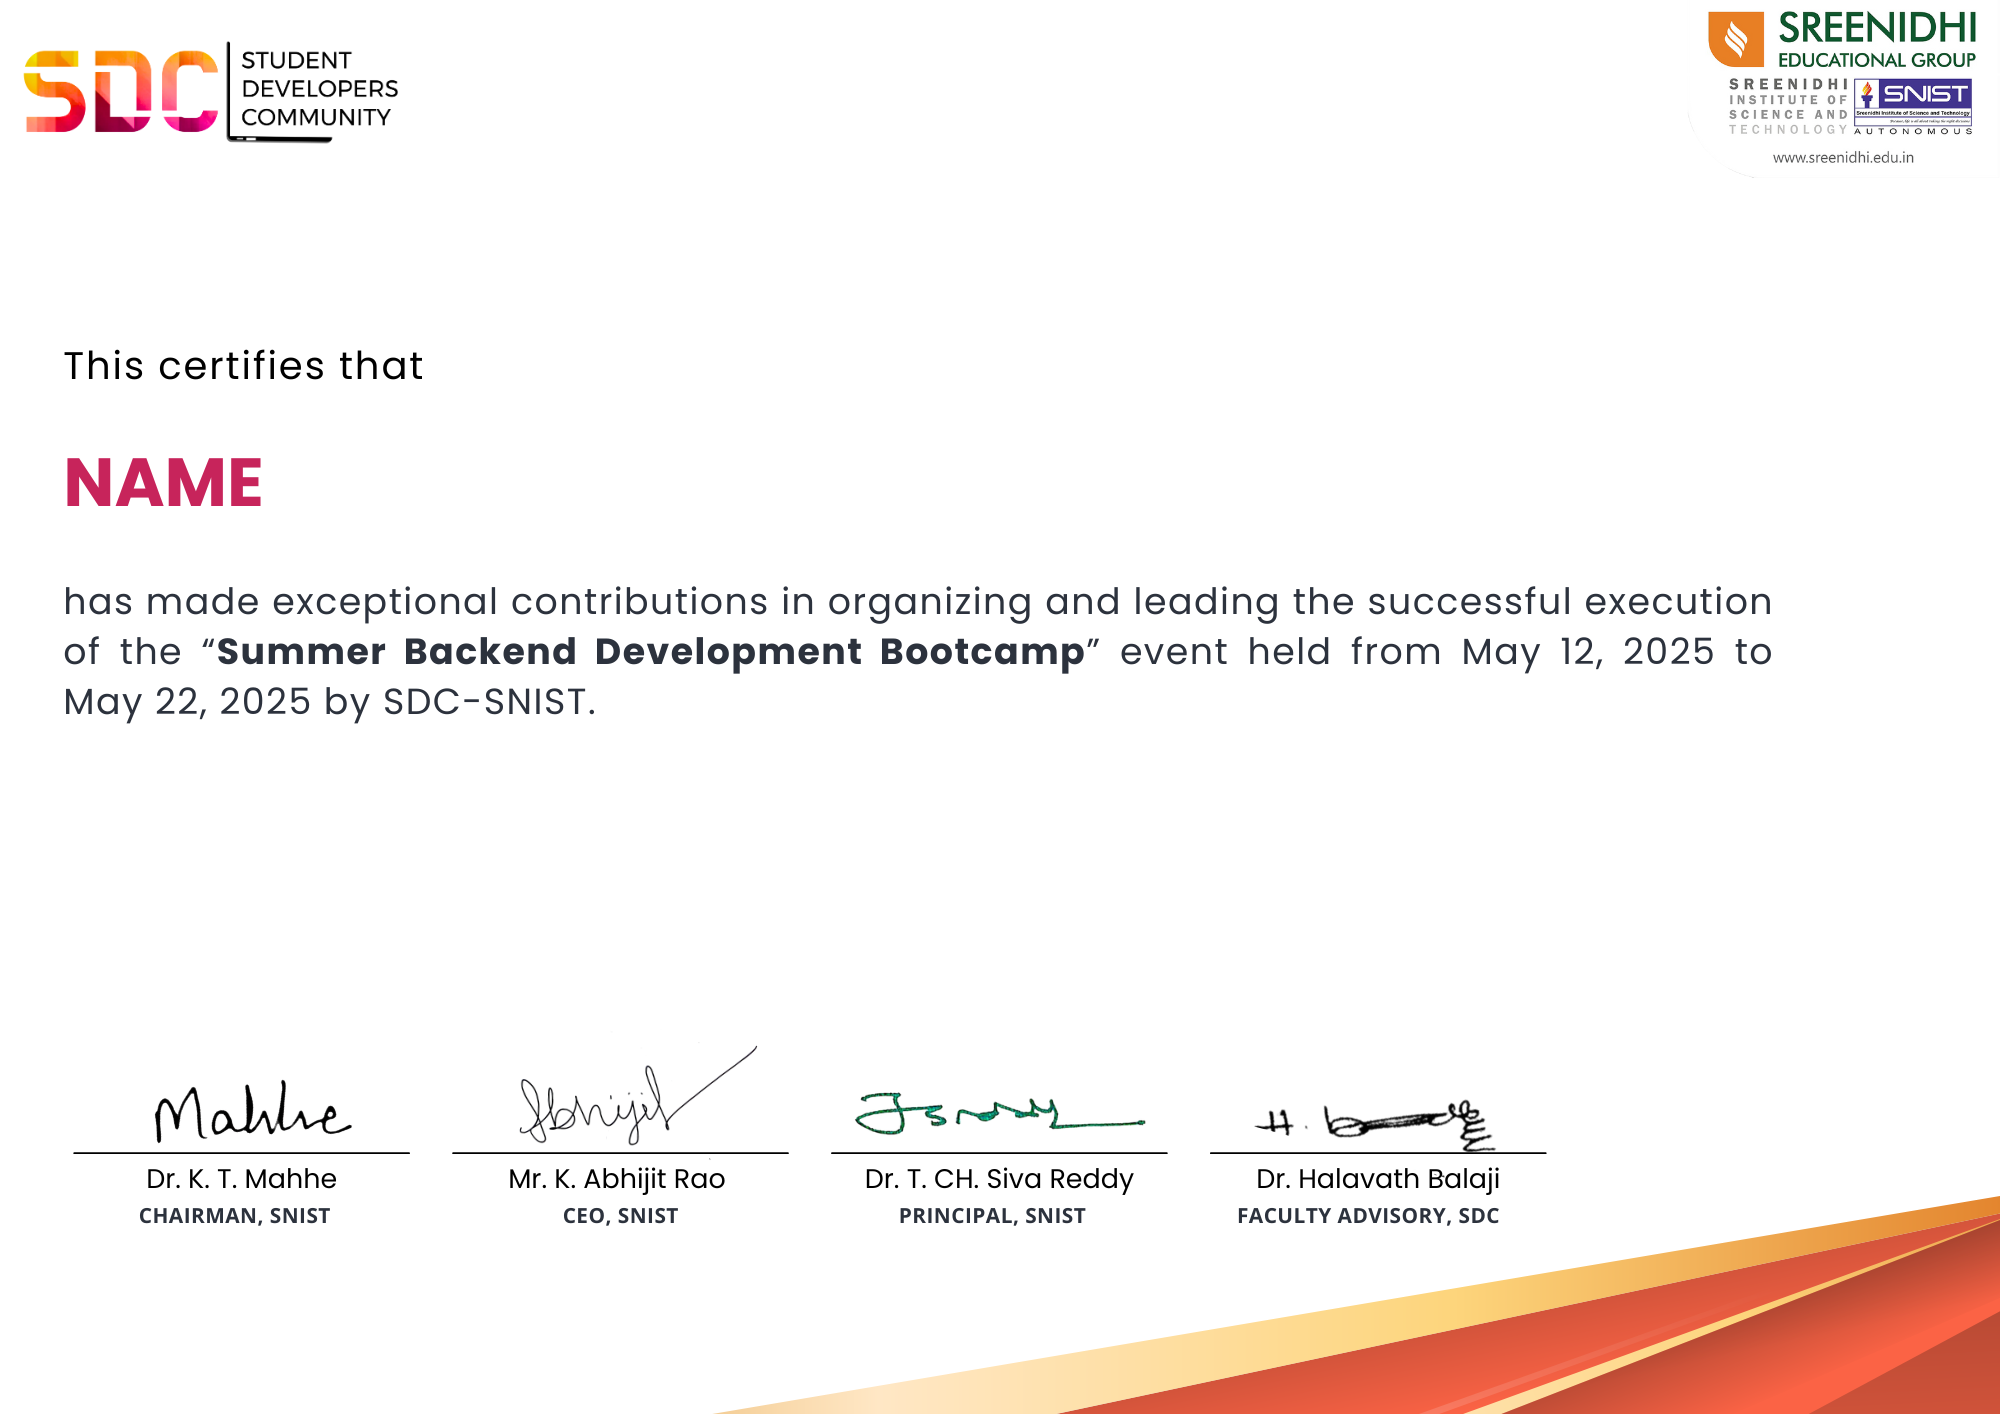 SDC
STUDENT
DEVELOPERS
COMMUNITY
SREENIDHI
EDUCATIONAL GROUP
SREENIDHI
INSTITUTE OF
SCIENCE AND
TECHNOLOGY
SNIST
Sreenidhi Institute of Science and Technology
AUTONOMOUS
www.sreenidhi.edu.in
This certifies that
NAME
has made exceptional contributions in organizing and leading the successful execution
of the “Summer Backend Development Bootcamp” event held from May 12, 2025 to
May 22, 2025 by SDC-SNIST.
Mahhe
Abhijit
H. B
Dr. K. T. Mahhe
Mr. K. Abhijit Rao
Dr. T. CH. Siva Reddy
Dr. Halavath Balaji
CHAIRMAN, SNIST
CEO, SNIST
PRINCIPAL, SNIST
FACULTY ADVISORY, SDC